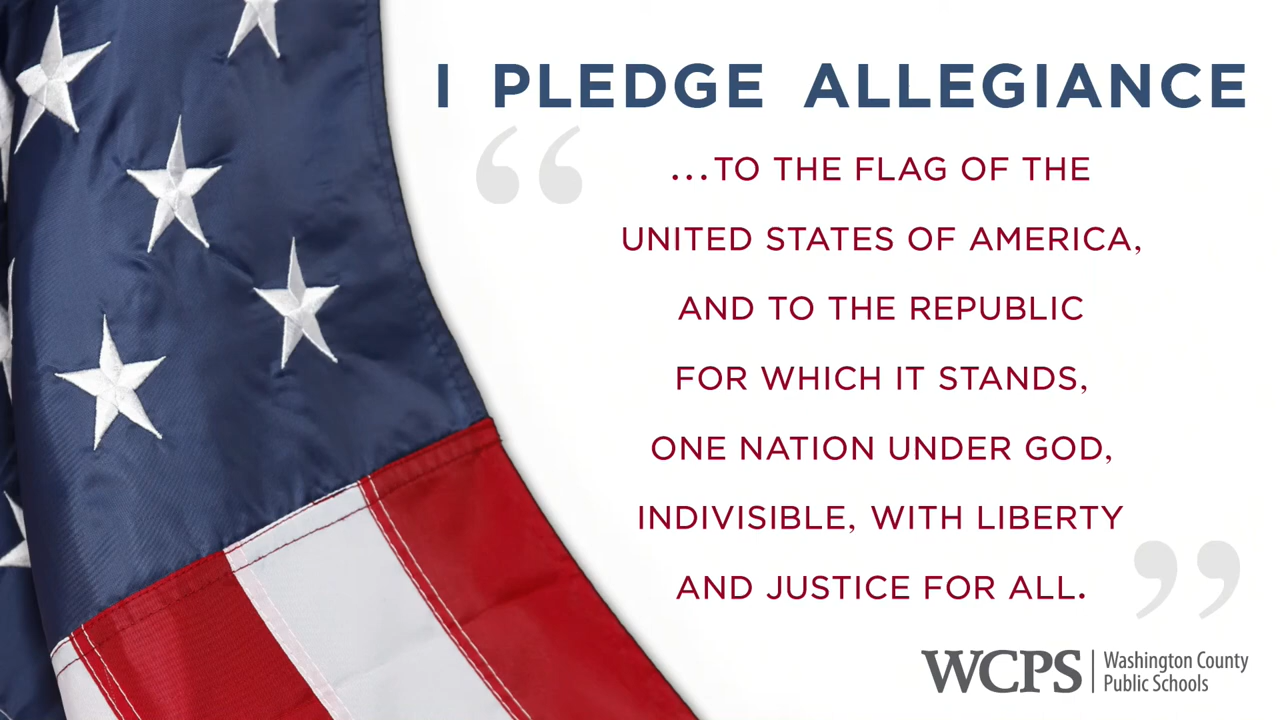 I PLEDGE ALLEGIANCE
“
...TO THE FLAG OF THE
UNITED STATES OF AMERICA,
AND TO THE REPUBLIC
FOR WHICH IT STANDS,
ONE NATION UNDER GOD,
INDIVISIBLE, WITH LIBERTY
AND JUSTICE FOR ALL.
”
WCPS | Washington County
Public Schools